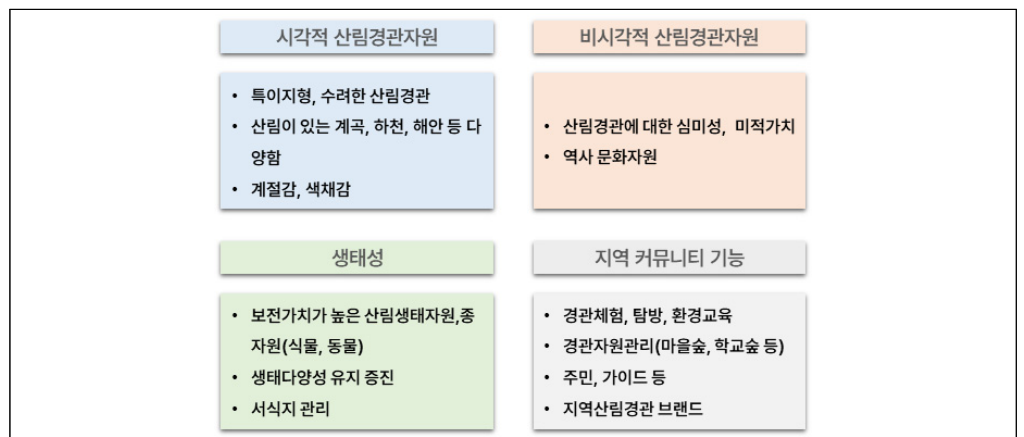 시각적 산림경관자원
• 특이지형, 수려한 산림경관
• 산림이 있는 계곡, 하천, 해안 등 다
양함
• 계절감, 색채감
비시각적 산림경관자원
• 산림경관에 대한 심미성, 미적가치
• 역사 문화자원
생태성
• 보전가치가 높은 산림생태자원,종
자원(식물, 동물)
• 생태다양성 유지 증진
• 서식지 관리
지역 커뮤니티 기능
• 경관체험, 탐방, 환경교육
• 경관자원관리(마을숲, 학교숲 등)
• 주민, 가이드 등
• 지역산림경관 브랜드